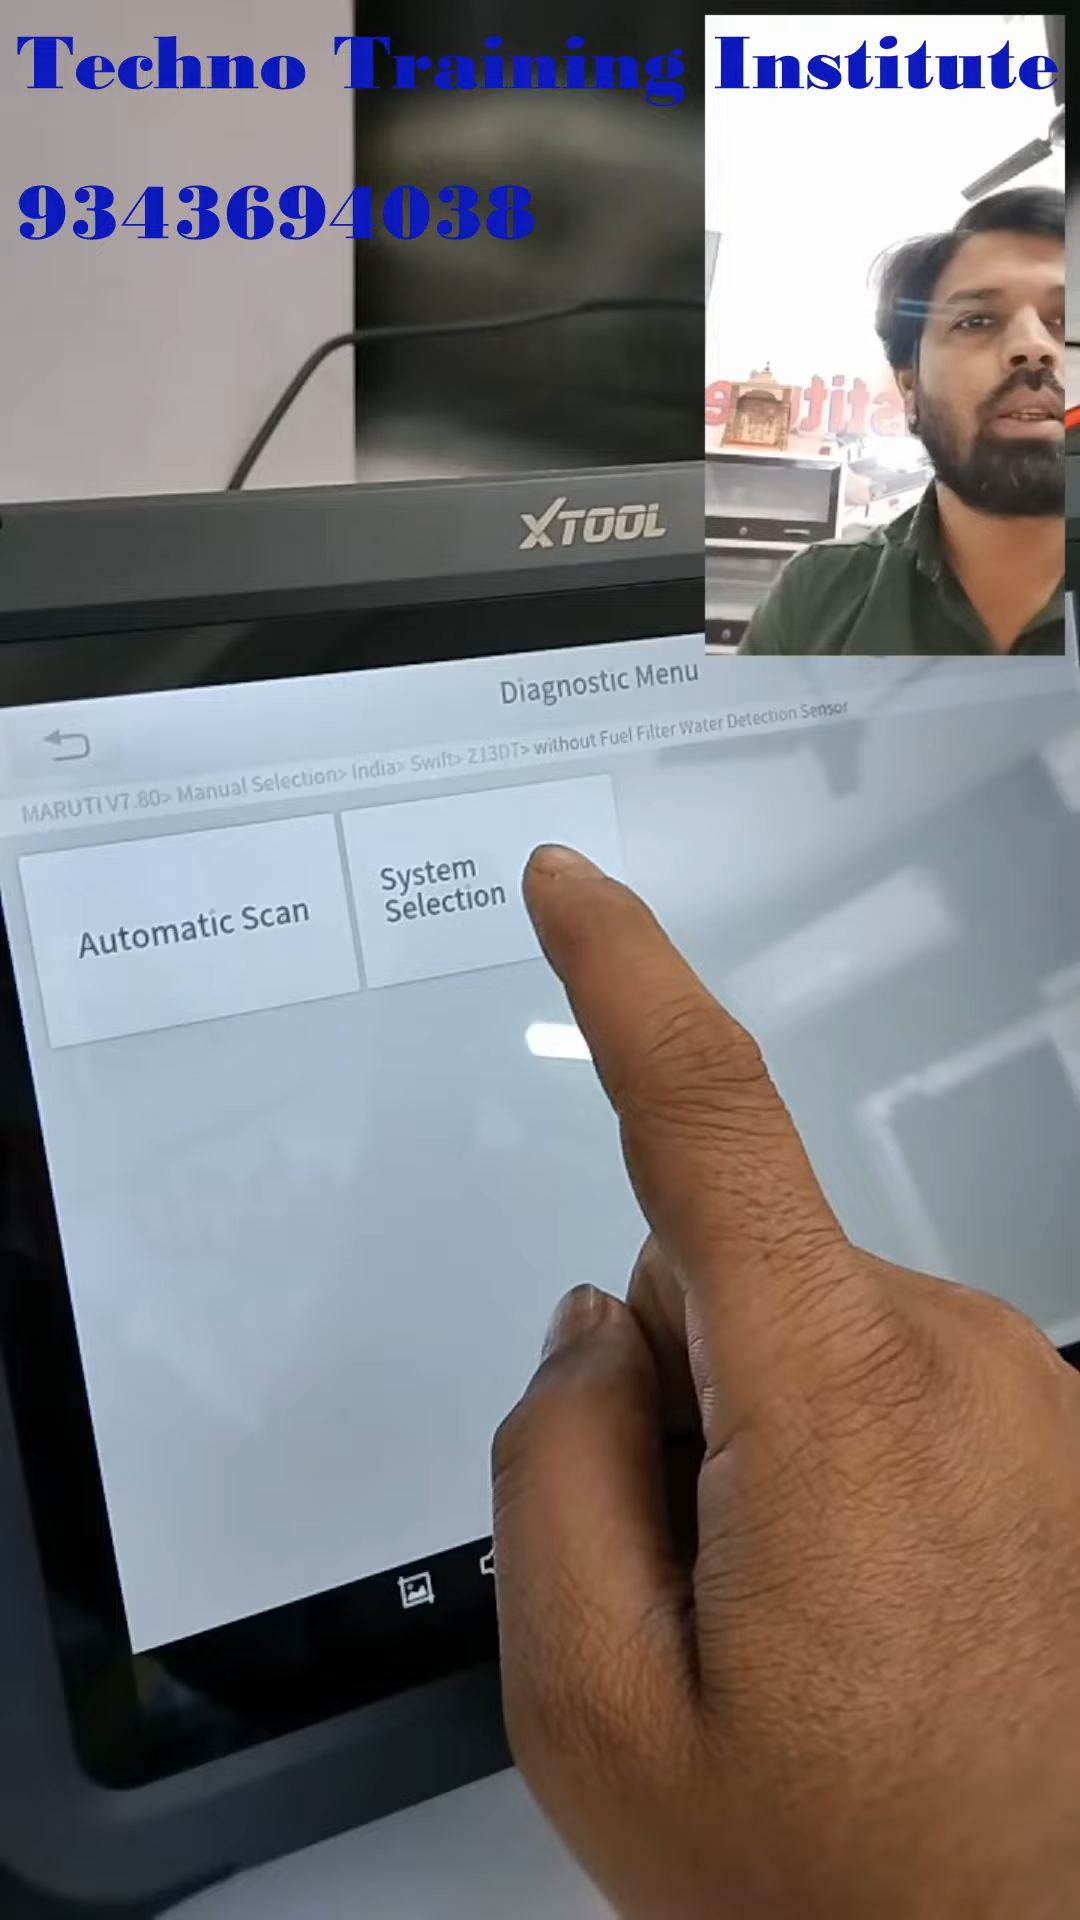 Techno Training Institute
9343694038
XTOOL
Diagnostic Menu
MARUTI V7.80> Manual Selection> India> Swift> Z13DT> without Fuel Filter Water Detection Sensor
Automatic Scan
System
Selection